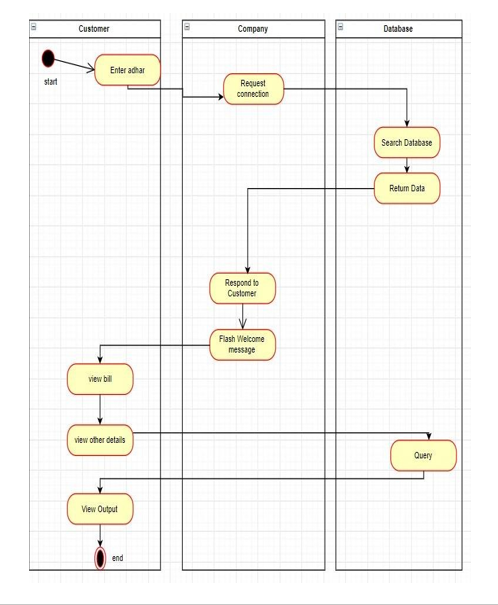 Customer
Company
Database
start
Enter adhar
Request
connection
Search Database
Return Data
Respond to
Customer
Flash Welcome
message
view bill
view other details
Query
View Output
end